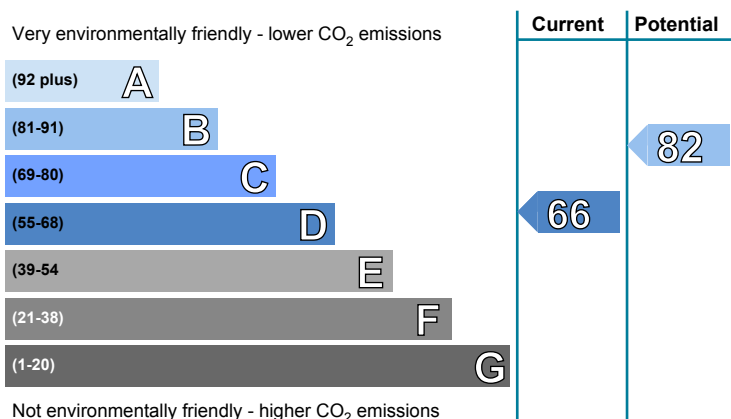 Very environmentally friendly - lower CO2 emissions
Current
Potential
(92 plus) A
(81-91) B
(69-80) C
(55-68) D
(39-54 E
(21-38) F
(1-20) G
82
66
Not environmentally friendly - higher CO2 emissions